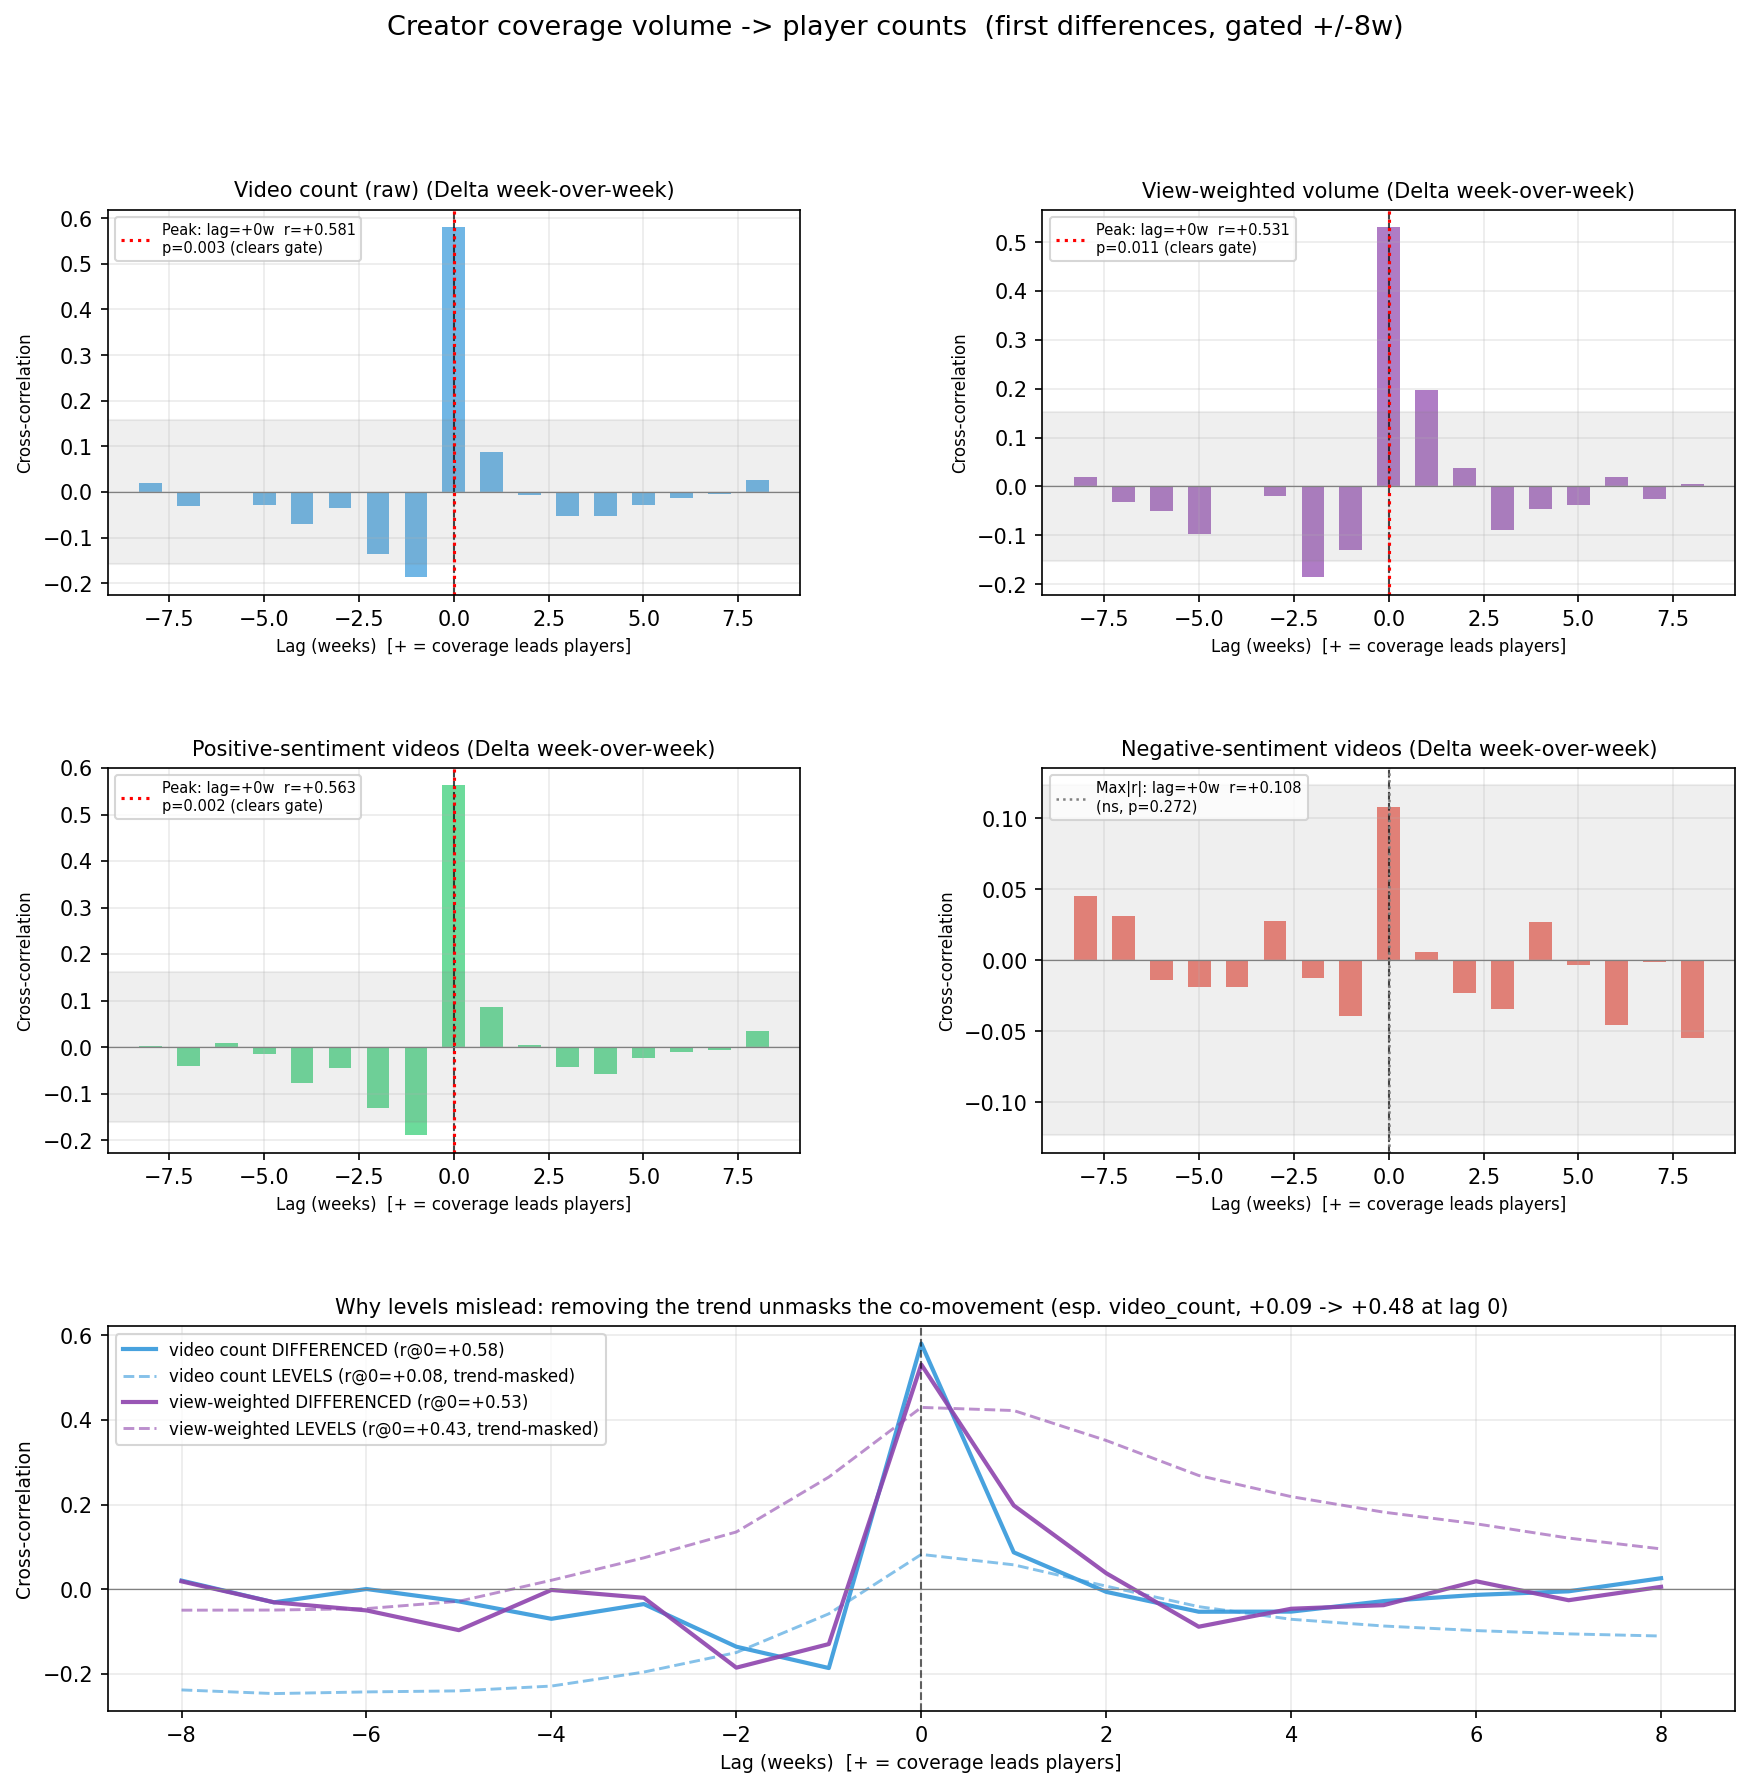 Creator coverage volume -> player counts  (first differences, gated +/-8w)
Video count (raw) (Delta week-over-week)
Peak: lag=+0w  r=+0.581
p=0.003 (clears gate)
Cross-correlation
0.6
0.5
0.4
0.3
0.2
0.1
0.0
−0.1
−0.2
−7.5 −5.0 −2.5 0.0 2.5 5.0 7.5
Lag (weeks)  [+ = coverage leads players]
View-weighted volume (Delta week-over-week)
Peak: lag=+0w  r=+0.531
p=0.011 (clears gate)
Cross-correlation
0.5
0.4
0.3
0.2
0.1
0.0
−0.1
−0.2
−7.5 −5.0 −2.5 0.0 2.5 5.0 7.5
Lag (weeks)  [+ = coverage leads players]
Positive-sentiment videos (Delta week-over-week)
Peak: lag=+0w  r=+0.563
p=0.002 (clears gate)
Cross-correlation
0.6
0.5
0.4
0.3
0.2
0.1
0.0
−0.1
−0.2
−7.5 −5.0 −2.5 0.0 2.5 5.0 7.5
Lag (weeks)  [+ = coverage leads players]
Negative-sentiment videos (Delta week-over-week)
Max|r|: lag=+0w  r=+0.108
(ns, p=0.272)
Cross-correlation
0.10
0.05
0.00
−0.05
−0.10
−7.5 −5.0 −2.5 0.0 2.5 5.0 7.5
Lag (weeks)  [+ = coverage leads players]
Why levels mislead: removing the trend unmasks the co-movement (esp. video_count, +0.09 -> +0.48 at lag 0)
video count DIFFERENCED (r@0=+0.58)
video count LEVELS (r@0=+0.08, trend-masked)
view-weighted DIFFERENCED (r@0=+0.53)
view-weighted LEVELS (r@0=+0.43, trend-masked)
Cross-correlation
0.6
0.4
0.2
0.0
−0.2
−8 −6 −4 −2 0 2 4 6 8
Lag (weeks)  [+ = coverage leads players]